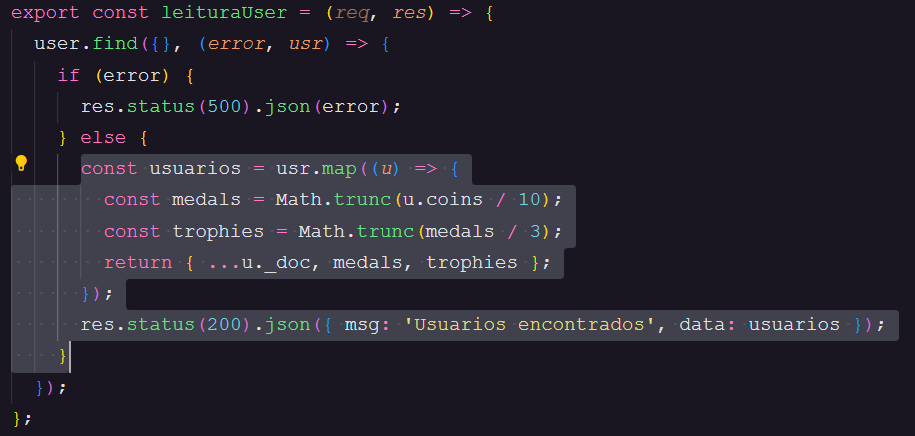 export const leituraUser = (req, res) => {
  user.find({}, (error, usr) => {
    if (error) {
      res.status(500).json(error);
    } else {
      const usuarios = usr.map((u) => {
        const medals = Math.trunc(u.coins / 10);
        const trophies = Math.trunc(medals / 3);
        return { ...u._doc, medals, trophies };
      });
      res.status(200).json({ msg: 'Usuarios encontrados', data: usuarios });
    }
  });
};